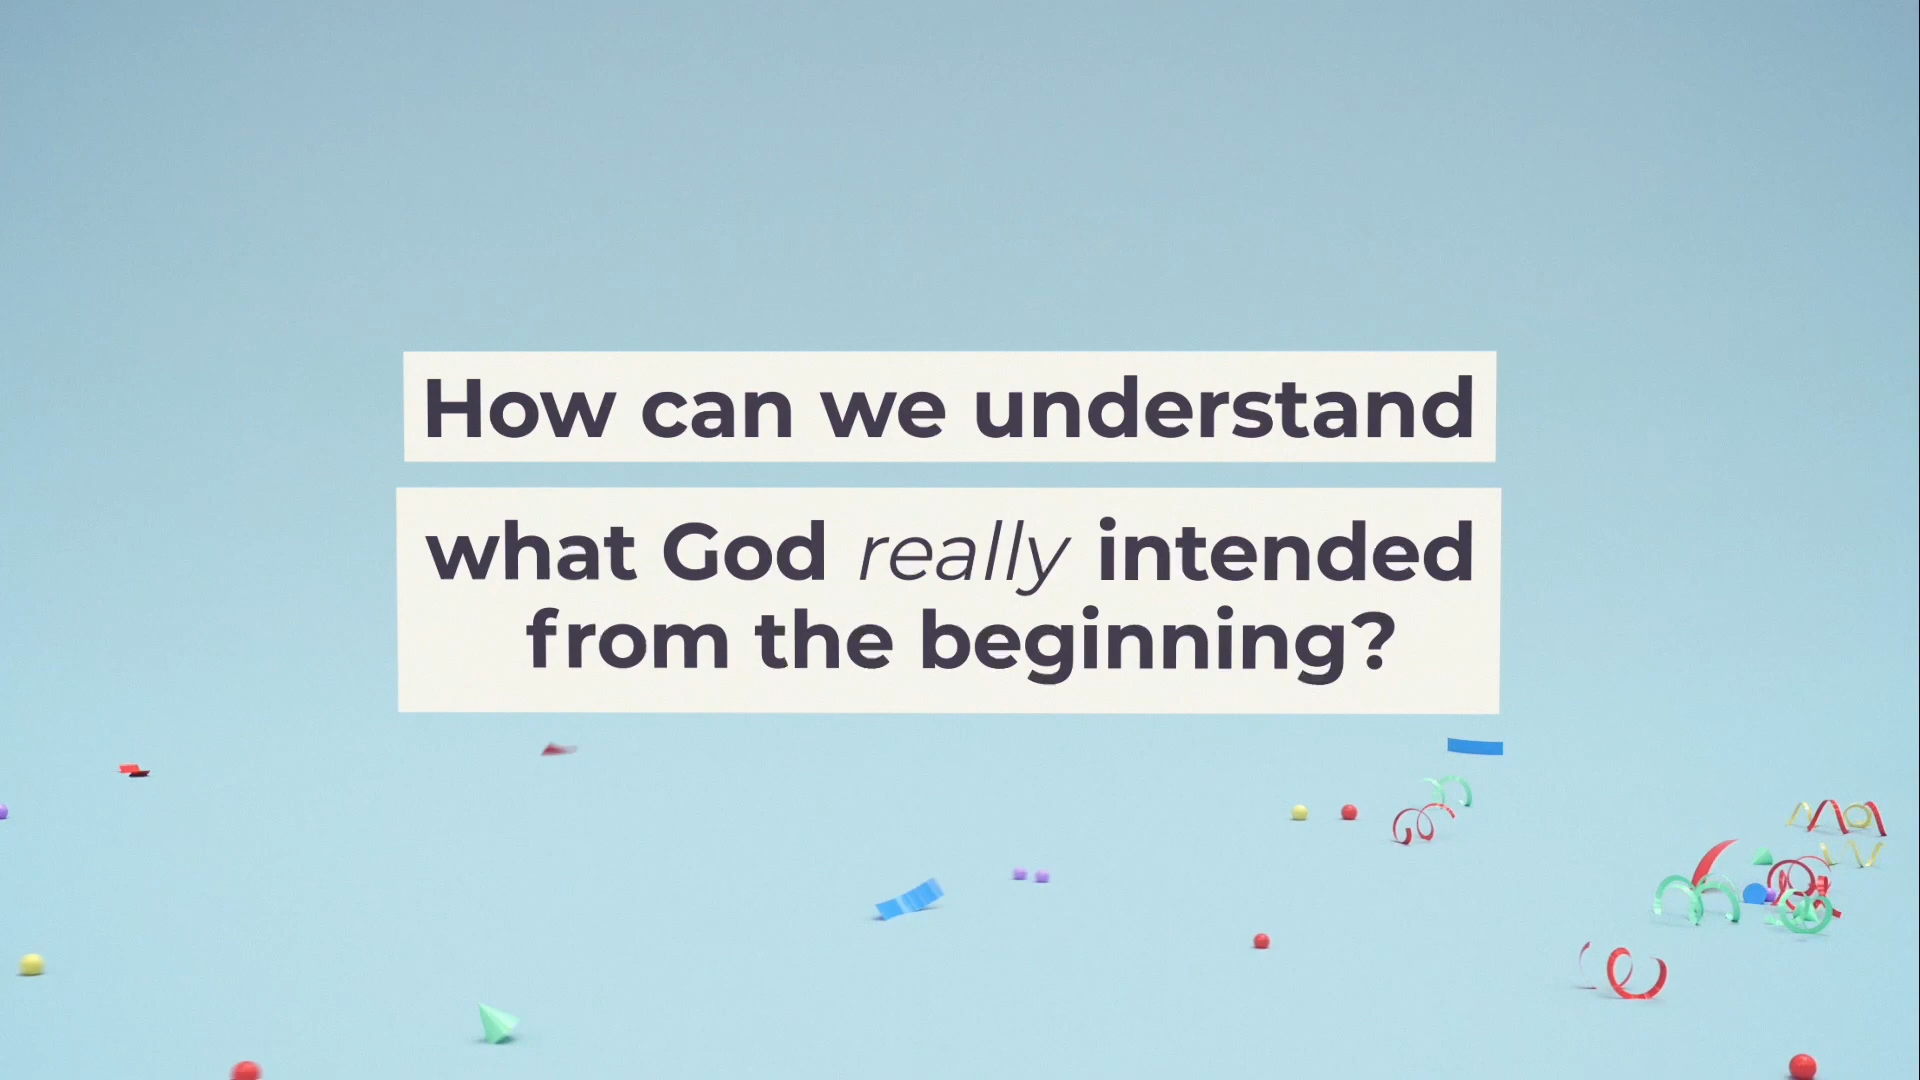 How can we understand
what God really intended
from the beginning?